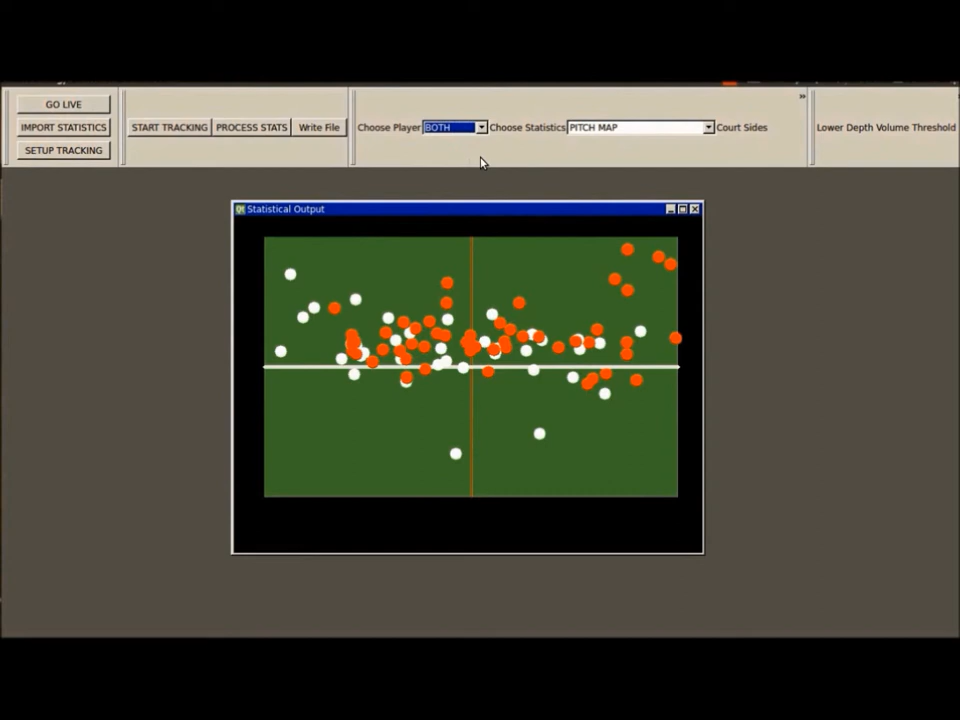 GO LIVE
IMPORT STATISTICS
SETUP TRACKING
START TRACKING
PROCESS STATS
Write File
Choose Player
BOTH
Choose Statistics
PITCH MAP
Court Sides
»
Lower Depth Volume Threshold
Statistical Output